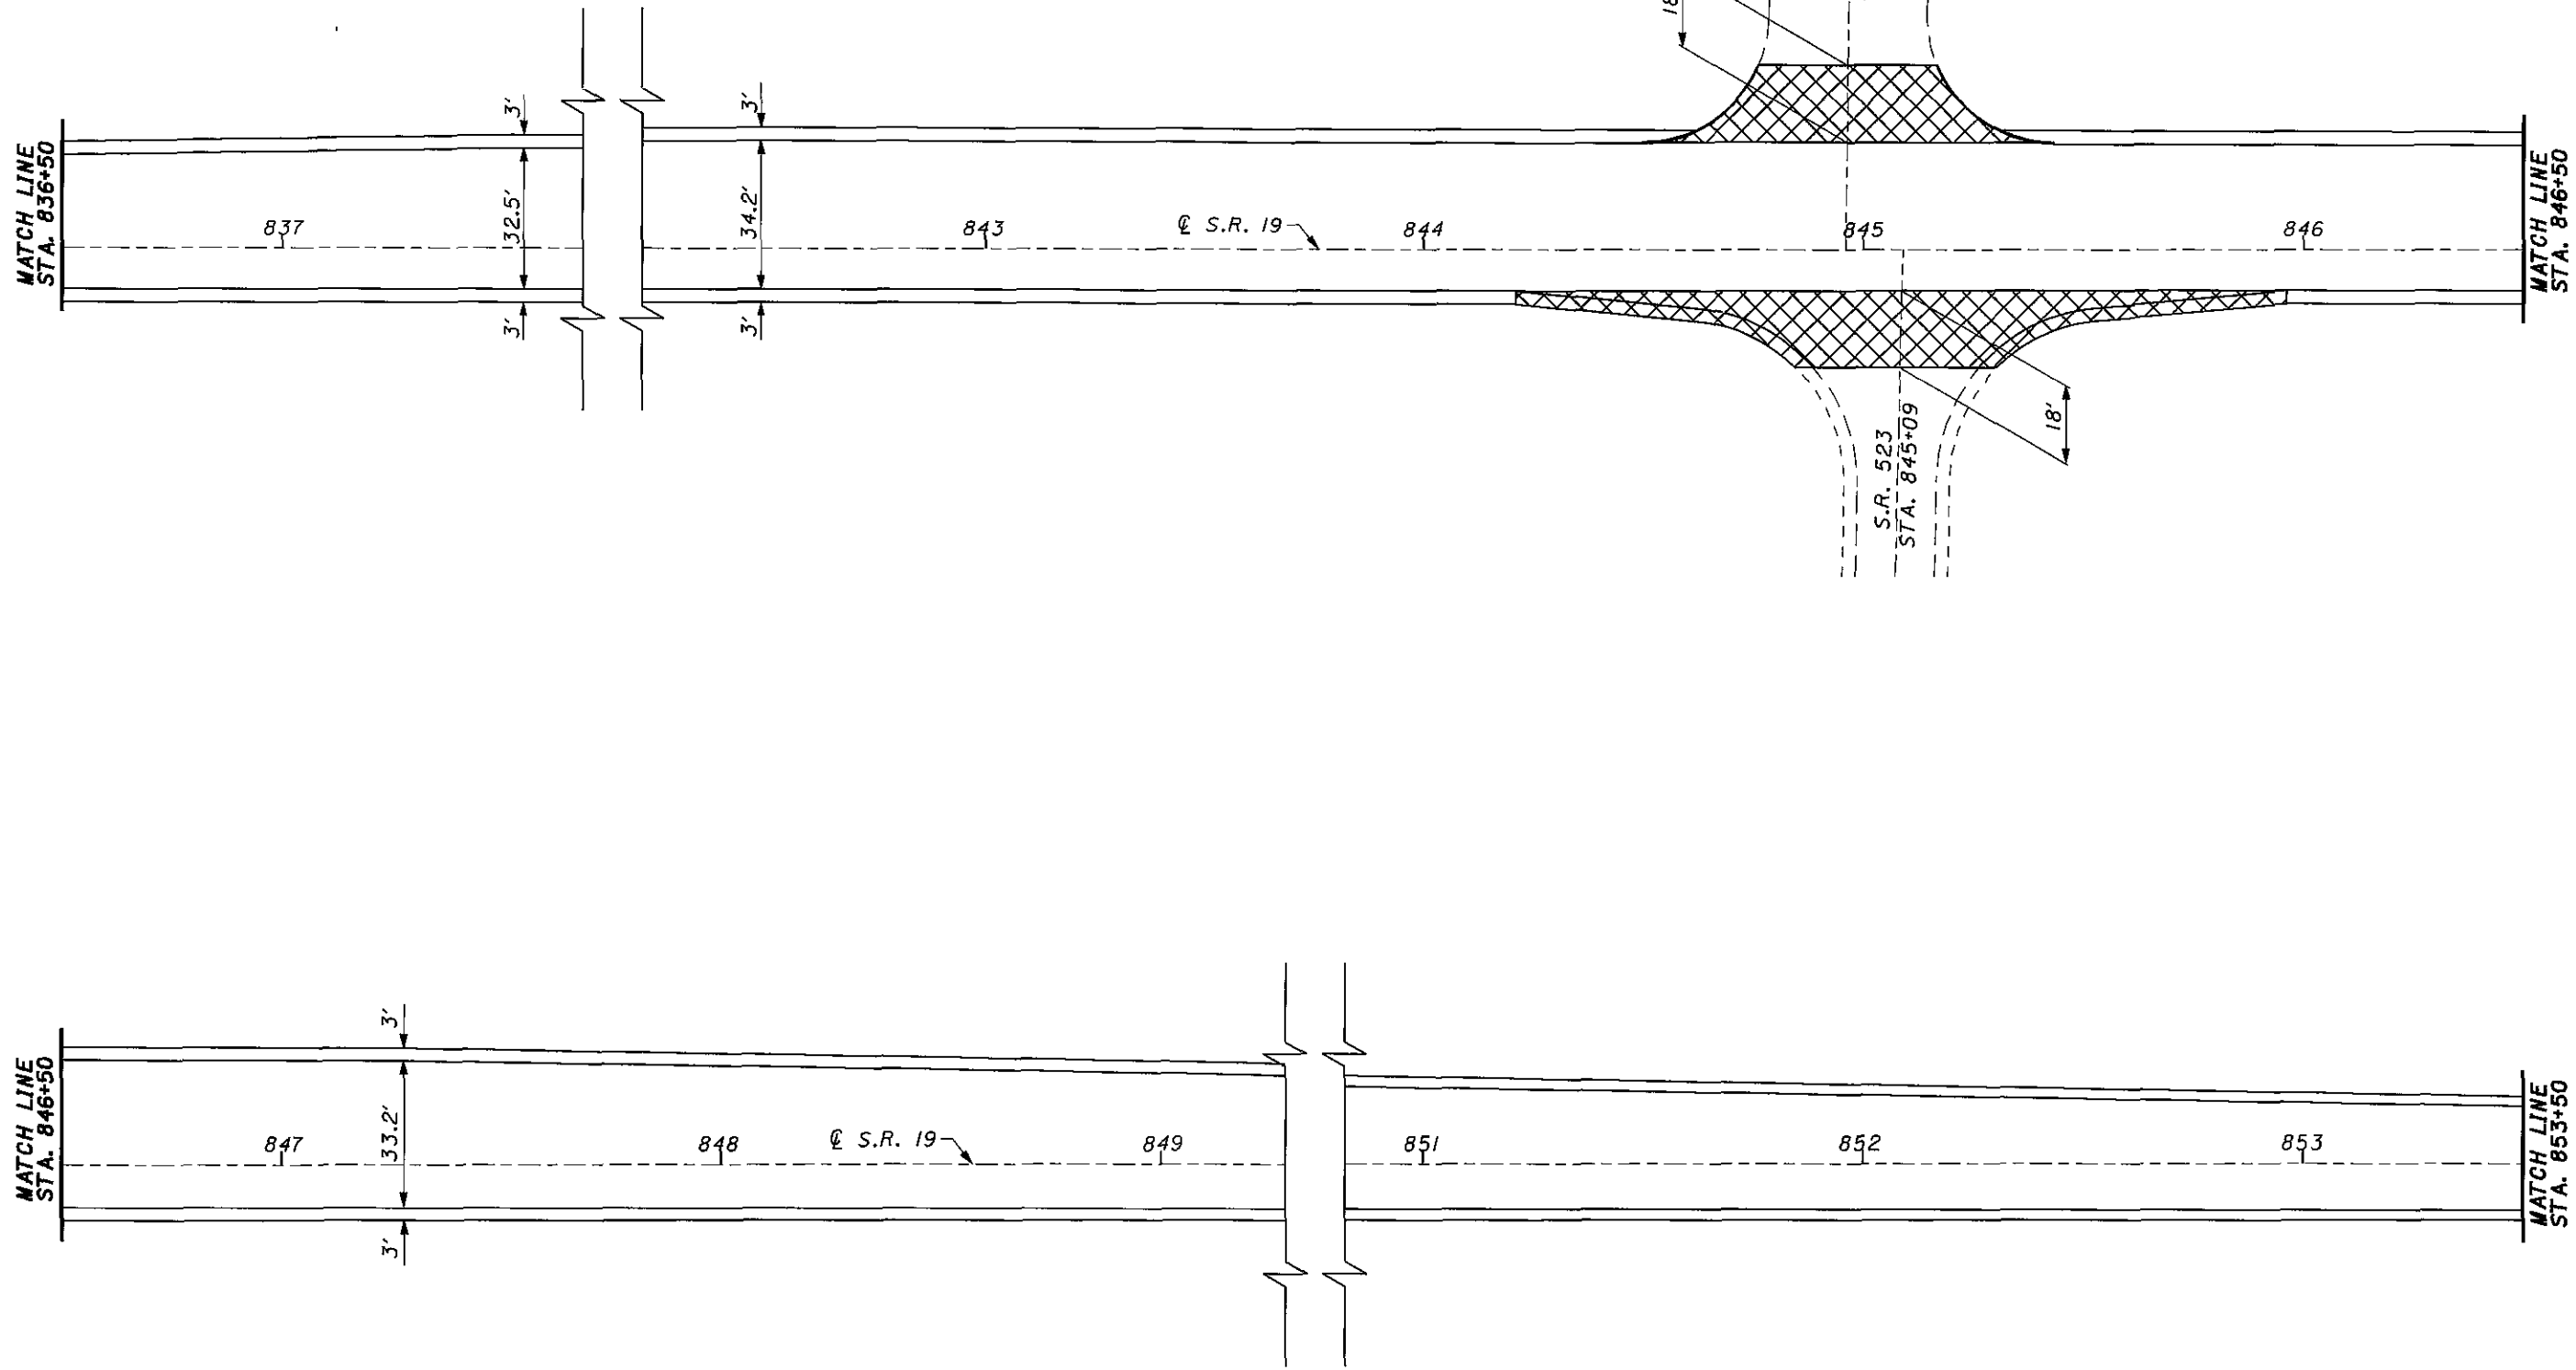 18
MATCH LINE
STA. 836+50
3'
32.5'
3'
3'
34.2'
3'
837
843
℄ S.R. 19
844
845
846
MATCH LINE
STA. 846+50
18'
S.R. 523
STA. 845+09
MATCH LINE
STA. 846+50
3'
33.2'
3'
847
848
℄ S.R. 19
849
851
852
853
MATCH LINE
STA. 853+50